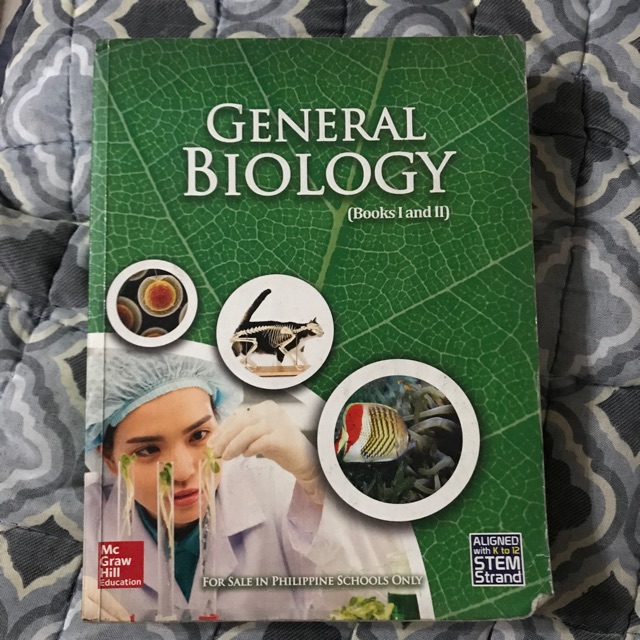 GENERAL
BIOLOGY
(Books I and II)
Mc
Graw
Hill
Education
FOR SALE IN PHILIPPINE SCHOOLS ONLY
ALIGNED
with K to 12
STEM
Strand